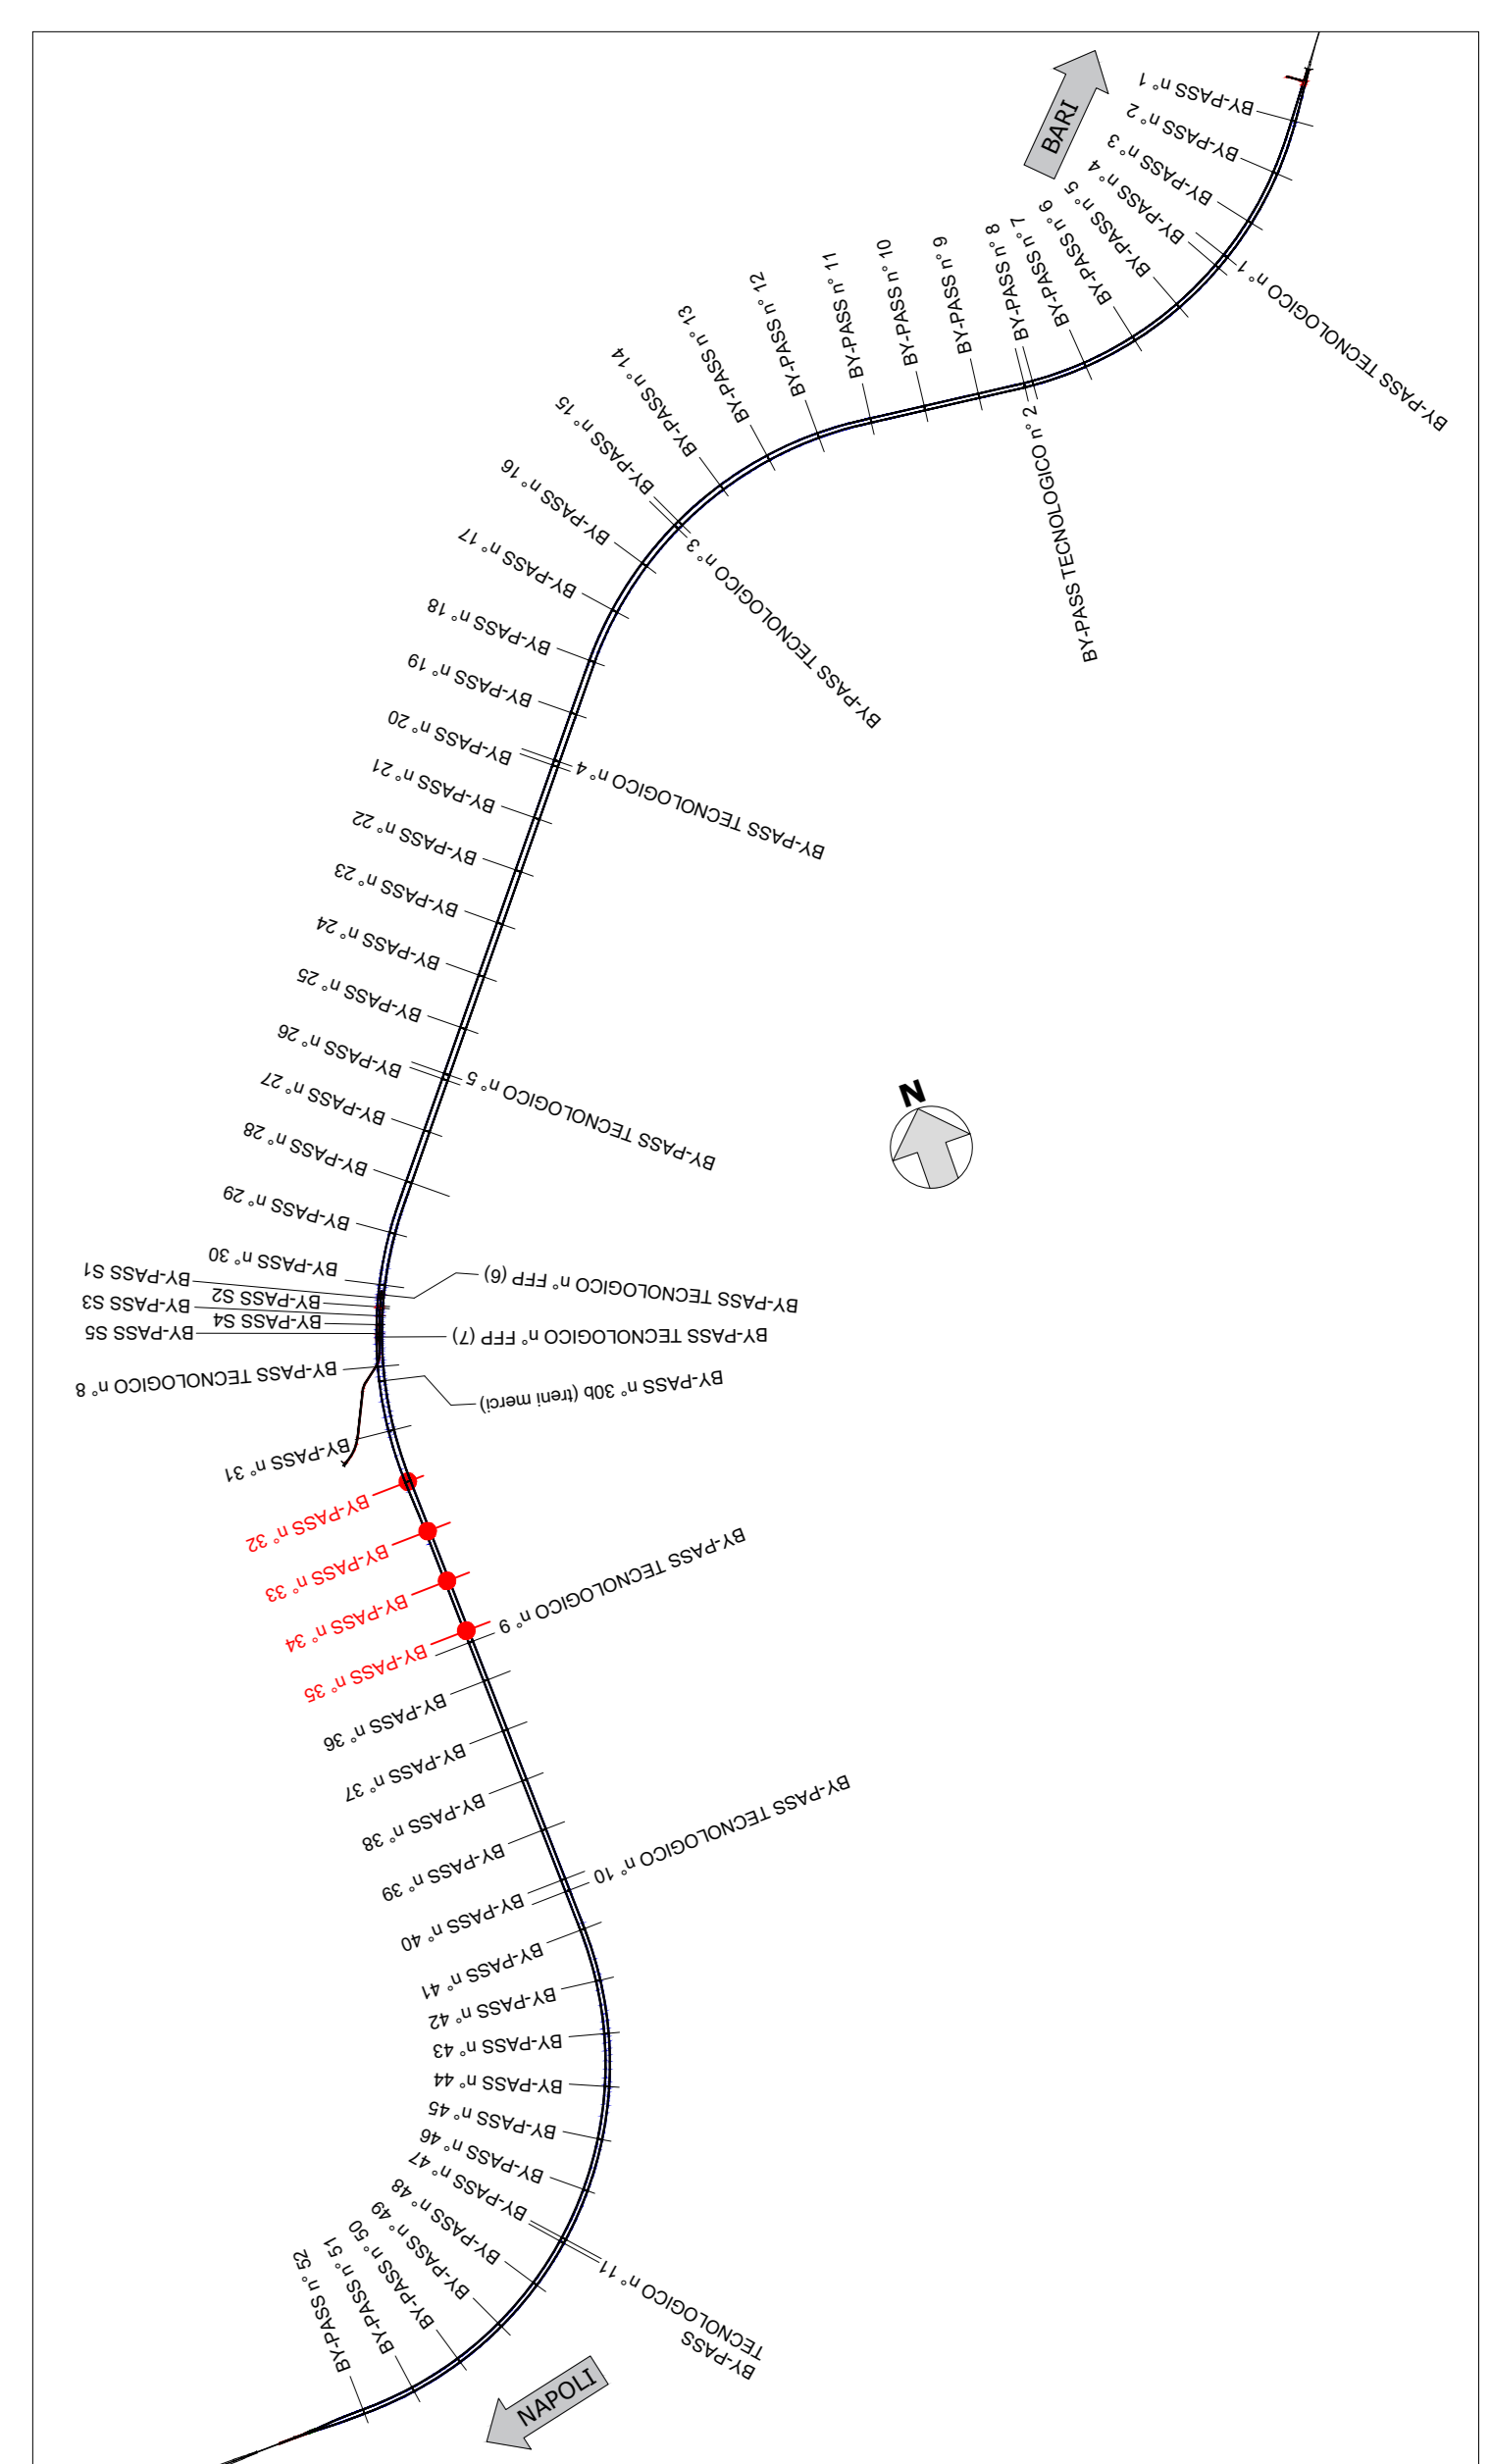 BARI
BY-PASS n° 1
BY-PASS n° 2
BY-PASS n° 3
BY-PASS n° 4
BY-PASS TECNOLOGICO n° 1
BY-PASS n° 5
BY-PASS n° 6
BY-PASS n° 7
BY-PASS n° 8
BY-PASS TECNOLOGICO n° 2
BY-PASS n° 9
BY-PASS n° 10
BY-PASS n° 11
BY-PASS n° 12
BY-PASS n° 13
BY-PASS n° 14
BY-PASS n° 15
BY-PASS TECNOLOGICO n° 3
BY-PASS n° 16
BY-PASS n° 17
BY-PASS n° 18
BY-PASS n° 19
BY-PASS n° 20
BY-PASS TECNOLOGICO n° 4
BY-PASS n° 21
BY-PASS n° 22
BY-PASS n° 23
BY-PASS n° 24
BY-PASS n° 25
BY-PASS n° 26
BY-PASS TECNOLOGICO n° 5
N
BY-PASS n° 27
BY-PASS n° 28
BY-PASS n° 29
BY-PASS n° 30
BY-PASS S1
BY-PASS TECNOLOGICO n° FFP (6)
BY-PASS S2
BY-PASS S3
BY-PASS S4
BY-PASS S5
BY-PASS TECNOLOGICO n° FFP (7)
BY-PASS TECNOLOGICO n° 8
BY-PASS n° 30b (treni merci)
BY-PASS n° 31
BY-PASS n° 32
BY-PASS n° 33
BY-PASS n° 34
BY-PASS n° 35
BY-PASS TECNOLOGICO n° 9
BY-PASS n° 36
BY-PASS n° 37
BY-PASS n° 38
BY-PASS n° 39
BY-PASS n° 40
BY-PASS TECNOLOGICO n° 10
BY-PASS n° 41
BY-PASS n° 42
BY-PASS n° 43
BY-PASS n° 44
BY-PASS n° 45
BY-PASS n° 46
BY-PASS n° 47
BY-PASS
TECNOLOGICO n° 11
BY-PASS n° 48
BY-PASS n° 49
BY-PASS n° 50
BY-PASS n° 51
BY-PASS n° 52
NAPOLI